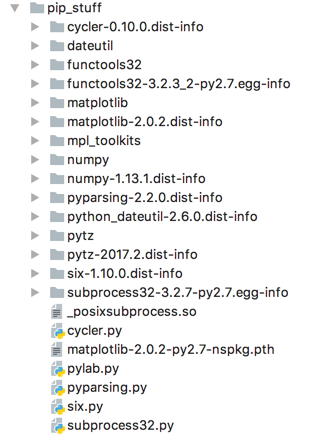 pip_stuff
cycler-0.10.0.dist-info
dateutil
functools32
functools32-3.2.3_2-py2.7.egg-info
matplotlib
matplotlib-2.0.2.dist-info
mpl_toolkits
numpy
numpy-1.13.1.dist-info
pyparsing-2.2.0.dist-info
python_dateutil-2.6.0.dist-info
pytz
pytz-2017.2.dist-info
six-1.10.0.dist-info
subprocess32-3.2.7-py2.7.egg-info
_posixsubprocess.so
cycler.py
matplotlib-2.0.2-py2.7-nspkg.pth
pylab.py
pyparsing.py
six.py
subprocess32.py